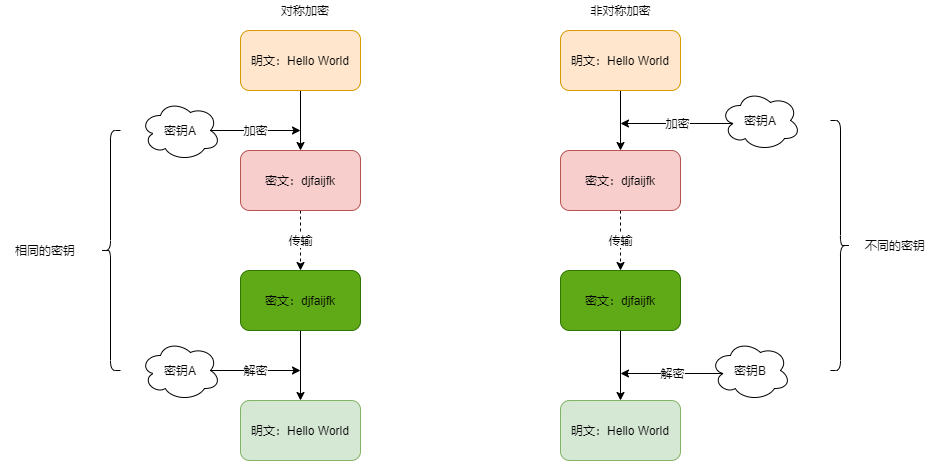 对称加密
明文：Hello World
密钥A
加密
密文：djfaijfk
相同的密钥
传输
密文：djfaijfk
密钥A
解密
明文：Hello World
非对称加密
明文：Hello World
加密
密钥A
密文：djfaijfk
传输
不同的密钥
密文：djfaijfk
解密
密钥B
明文：Hello World